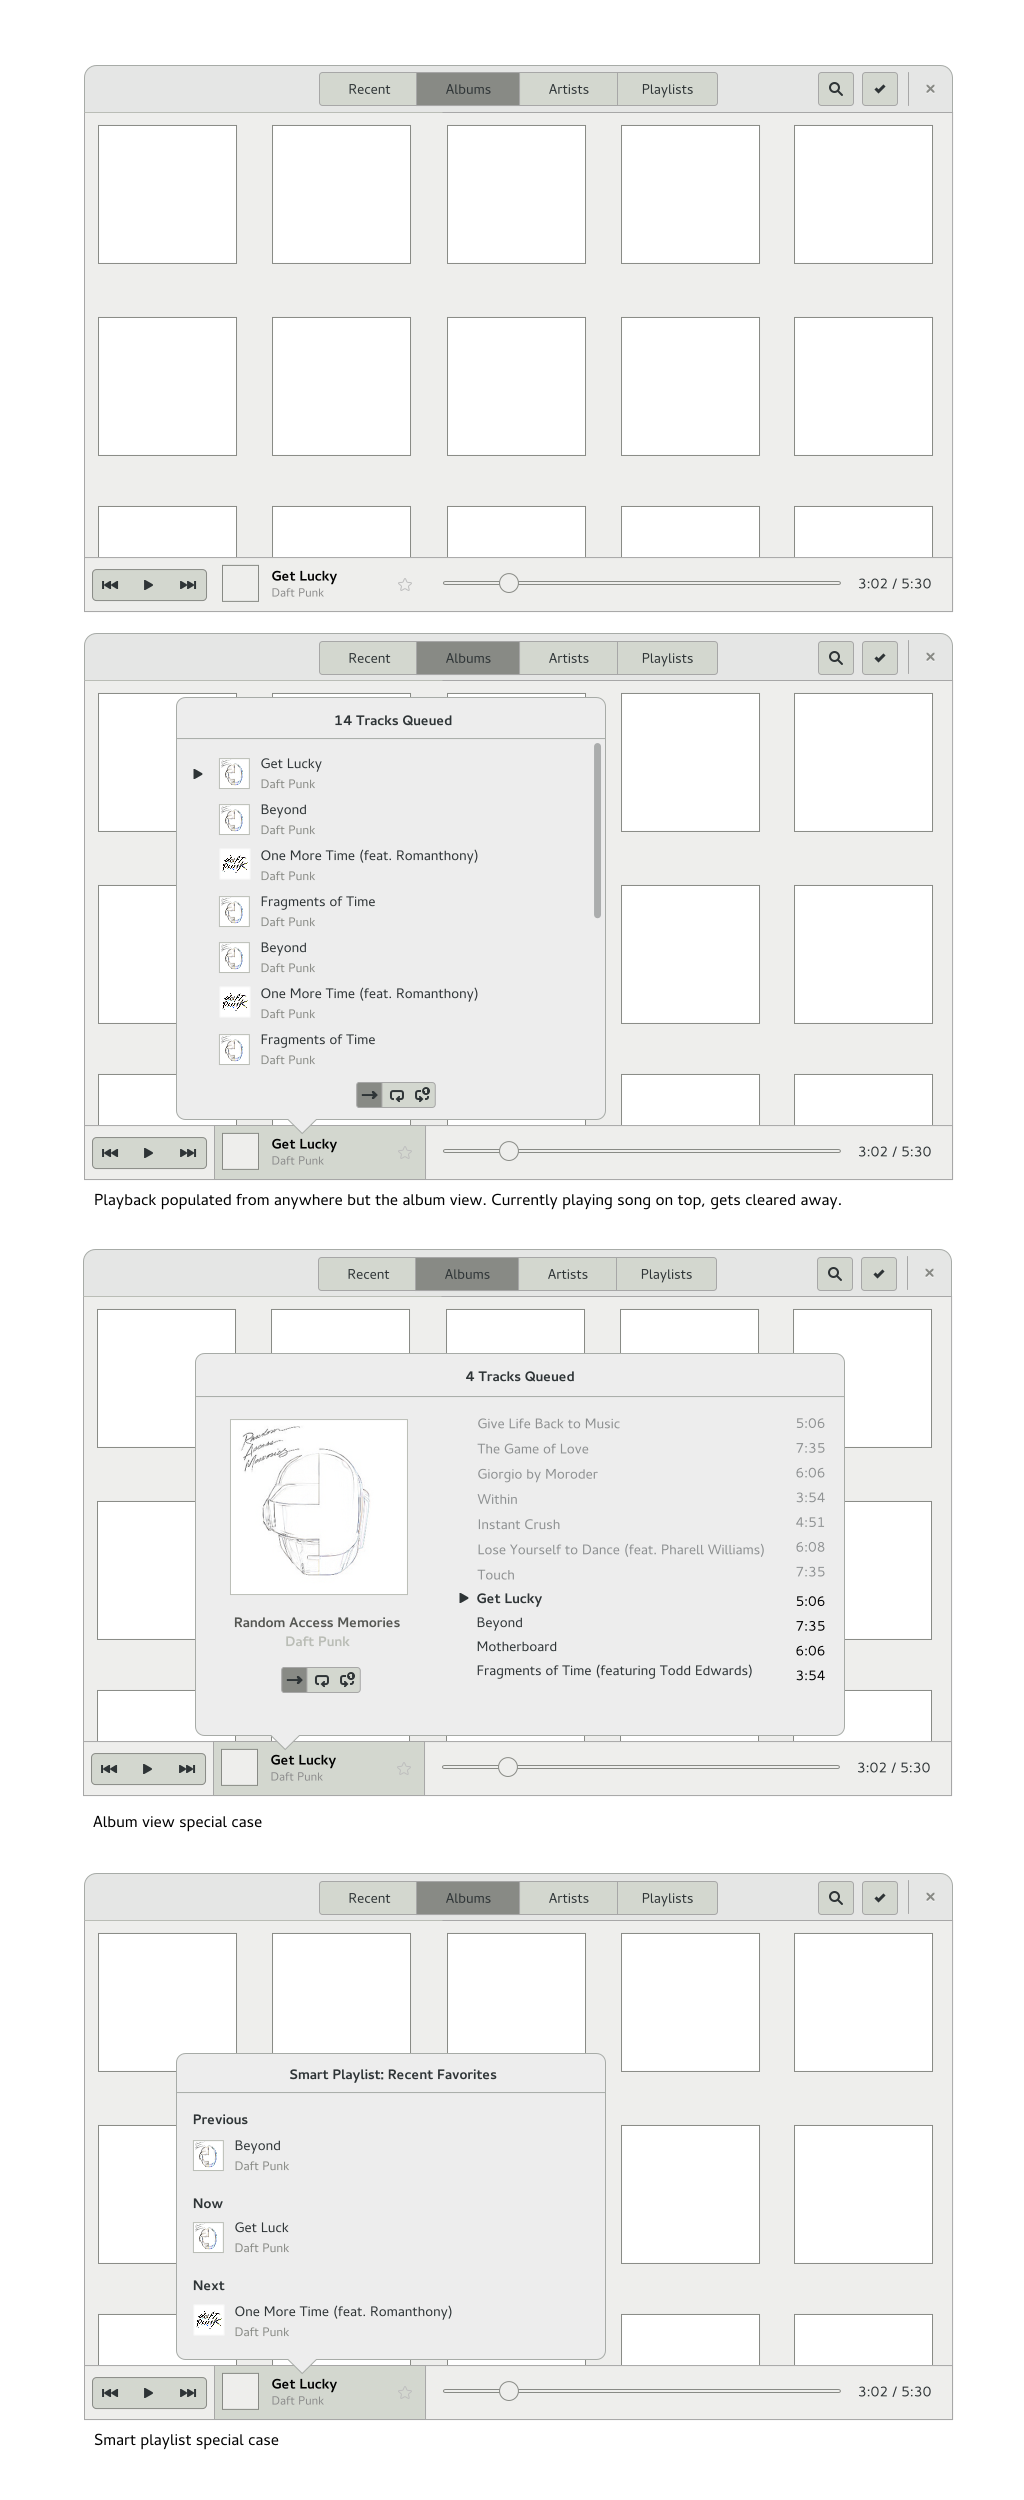 Recent Albums Artists Playlists
Get Lucky
Daft Punk
3:02 / 5:30
Recent Albums Artists Playlists
14 Tracks Queued
Get Lucky
Daft Punk
Beyond
Daft Punk
One More Time (feat. Romanthony)
Daft Punk
Fragments of Time
Daft Punk
Beyond
Daft Punk
One More Time (feat. Romanthony)
Daft Punk
Fragments of Time
Daft Punk
Get Lucky
Daft Punk
3:02 / 5:30
Playback populated from anywhere but the album view. Currently playing song on top, gets cleared away.
Recent Albums Artists Playlists
4 Tracks Queued
Random
Access
Memories
Random Access Memories
Daft Punk
Give Life Back to Music 5:06
The Game of Love 7:35
Giorgio by Moroder 6:06
Within 3:54
Instant Crush 4:51
Lose Yourself to Dance (feat. Pharell Williams) 6:08
Touch 7:35
Get Lucky 5:06
Beyond 7:35
Motherboard 6:06
Fragments of Time (featuring Todd Edwards) 3:54
Get Lucky
Daft Punk
3:02 / 5:30
Album view special case
Recent Albums Artists Playlists
Smart Playlist: Recent Favorites
Previous
Beyond
Daft Punk
Now
Get Luck
Daft Punk
Next
One More Time (feat. Romanthony)
Daft Punk
Get Lucky
Daft Punk
3:02 / 5:30
Smart playlist special case